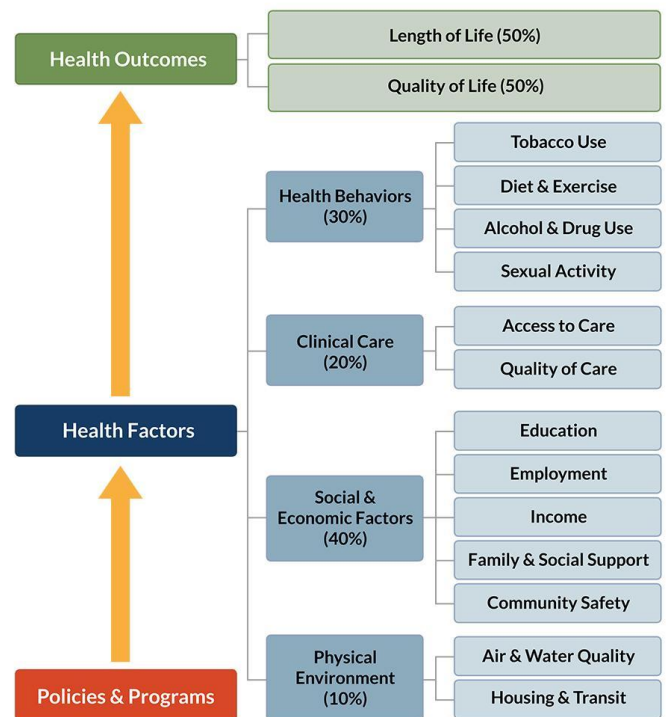 Health Outcomes
Length of Life (50%)
Quality of Life (50%)
Health Factors
Health Behaviors
(30%)
Tobacco Use
Diet & Exercise
Alcohol & Drug Use
Sexual Activity
Clinical Care
(20%)
Access to Care
Quality of Care
Social &
Economic Factors
(40%)
Education
Employment
Income
Family & Social Support
Community Safety
Physical
Environment
(10%)
Air & Water Quality
Housing & Transit
Policies & Programs